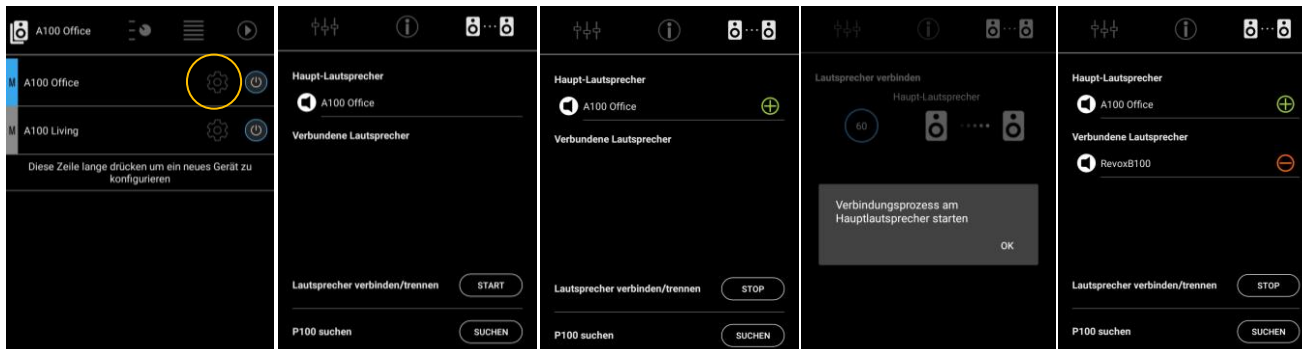 A100 Office
M A100 Office
M A100 Living
Diese Zeile lange drücken um ein neues Gerät zu
konfigurieren
Haupt-Lautsprecher
A100 Office
Verbundene Lautsprecher
Lautsprecher verbinden/trennen START
P100 suchen SUCHEN
Haupt-Lautsprecher
A100 Office
Verbundene Lautsprecher
Lautsprecher verbinden/trennen STOP
P100 suchen SUCHEN
Lautsprecher verbinden
Haupt-Lautsprecher
60
Verbindungsprozess am
Hauptlautsprecher starten
OK
Haupt-Lautsprecher
A100 Office
Verbundene Lautsprecher
RevoxB100
Lautsprecher verbinden/trennen STOP
P100 suchen SUCHEN